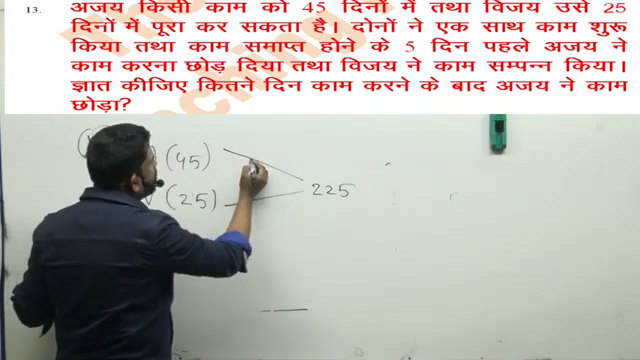 13. अजय किसी काम को 45 दिनों में तथा विजय उसे 25
दिनों में पूरा कर सकता है। दोनों ने एक साथ काम शुरू
किया तथा काम समाप्त होने के 5 दिन पहले अजय ने
काम करना छोड़ दिया तथा विजय ने काम सम्पन्न किया।
ज्ञात कीजिए कितने दिन काम करने के बाद अजय ने काम
छोड़ा?
(45)
225
(25)